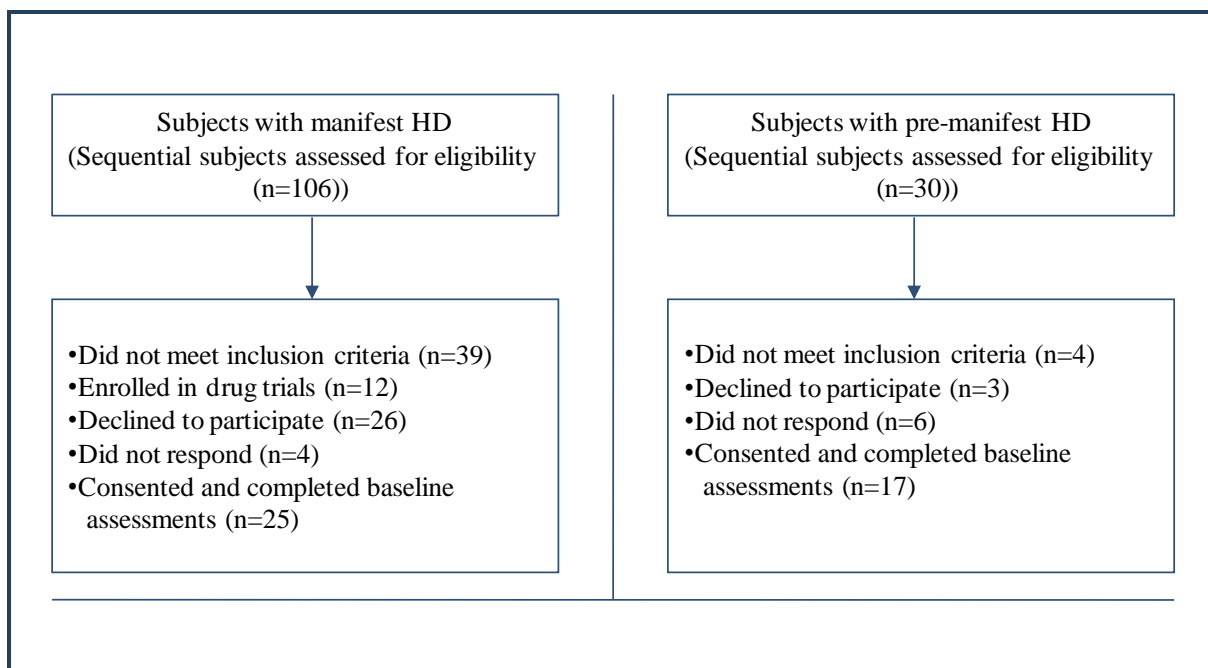 Subjects with manifest HD
(Sequential subjects assessed for eligibility
(n=106))
•Did not meet inclusion criteria (n=39)
•Enrolled in drug trials (n=12)
•Declined to participate (n=26)
•Did not respond (n=4)
•Consented and completed baseline
assessments (n=25)
Subjects with pre-manifest HD
(Sequential subjects assessed for eligibility
(n=30))
•Did not meet inclusion criteria (n=4)
•Declined to participate (n=3)
•Did not respond (n=6)
•Consented and completed baseline
assessments (n=17)